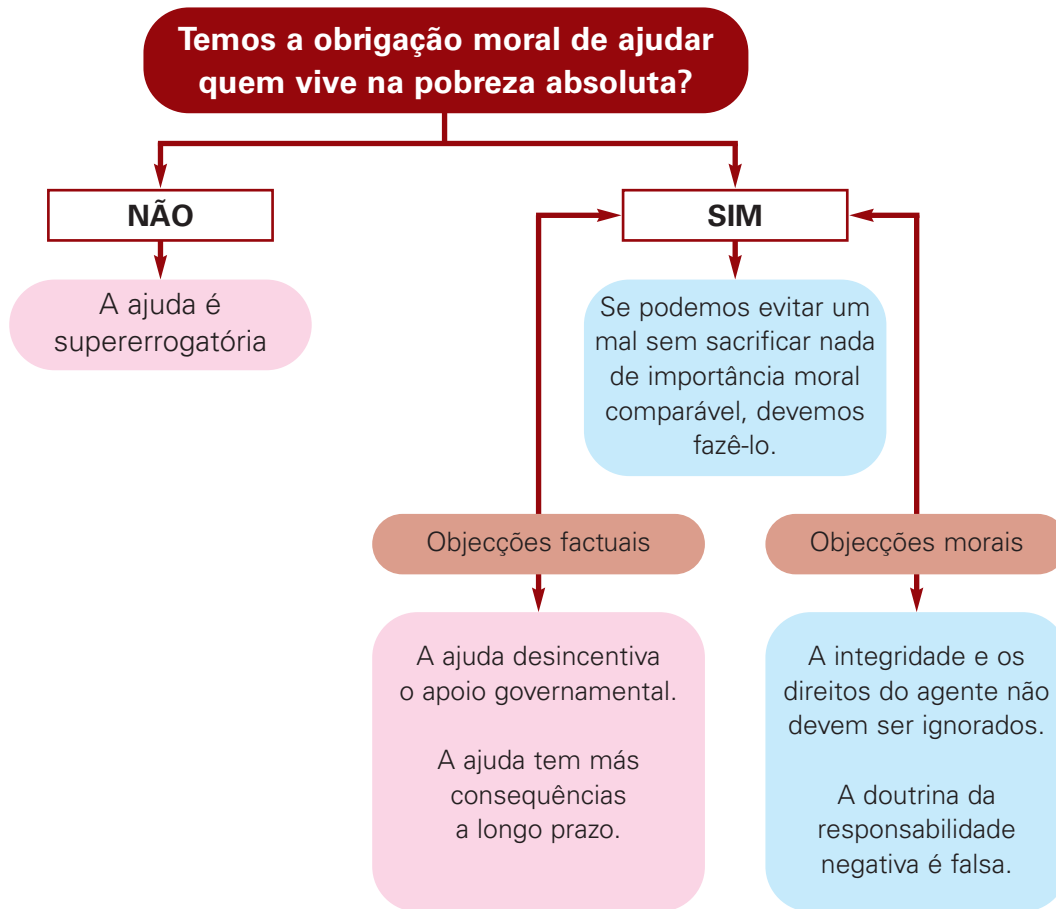 Temos a obrigação moral de ajudar
quem vive na pobreza absoluta?
NÃO
SIM
A ajuda é
supererrogatória
Se podemos evitar um
mal sem sacrificar nada
de importância moral
comparável, devemos
fazê-lo.
Objecções factuais
Objecções morais
A ajuda desincentiva
o apoio governamental.
A ajuda tem más
consequências
a longo prazo.
A integridade e os
direitos do agente não
devem ser ignorados.
A doutrina da
responsabilidade
negativa é falsa.